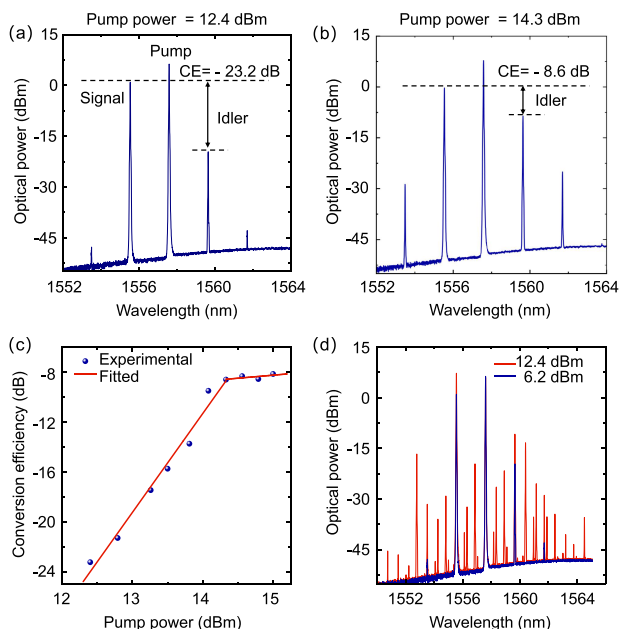 Pump power = 12.4 dBm
Pump power = 14.3 dBm
(a)
Pump
CE= - 23.2 dB
Signal
Idler
15
0
-15
-30
-45
Optical power (dBm)
1552
1556
1560
1564
Wavelength (nm)
(b)
CE= - 8.6 dB
Idler
15
0
-15
-30
-45
Optical power (dBm)
1552
1556
1560
1564
Wavelength (nm)
(c)
Experimental
Fitted
-8
-12
-16
-20
-24
Conversion efficiency (dB)
12
13
14
15
Pump power (dBm)
(d)
12.4 dBm
6.2 dBm
15
0
-15
-30
-45
Optical power (dBm)
1552
1556
1560
1564
Wavelength (nm)